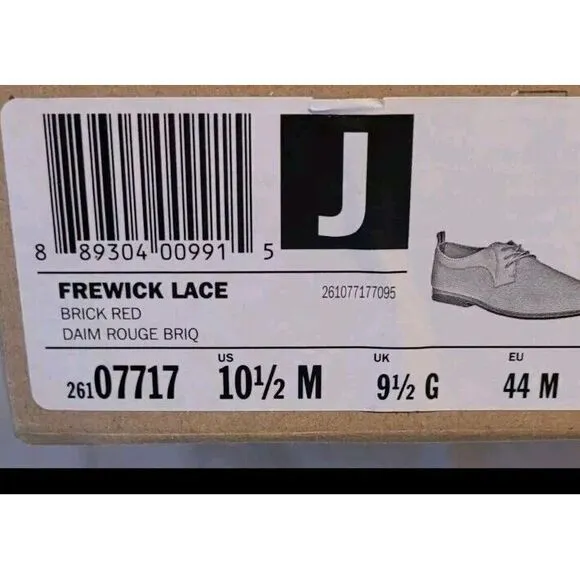 J
8 89304 00991 5
FREWICK LACE 261077177095
BRICK RED
DAIM ROUGE BRIQ
US UK EU
26107717 10½ M 9½ G 44 M